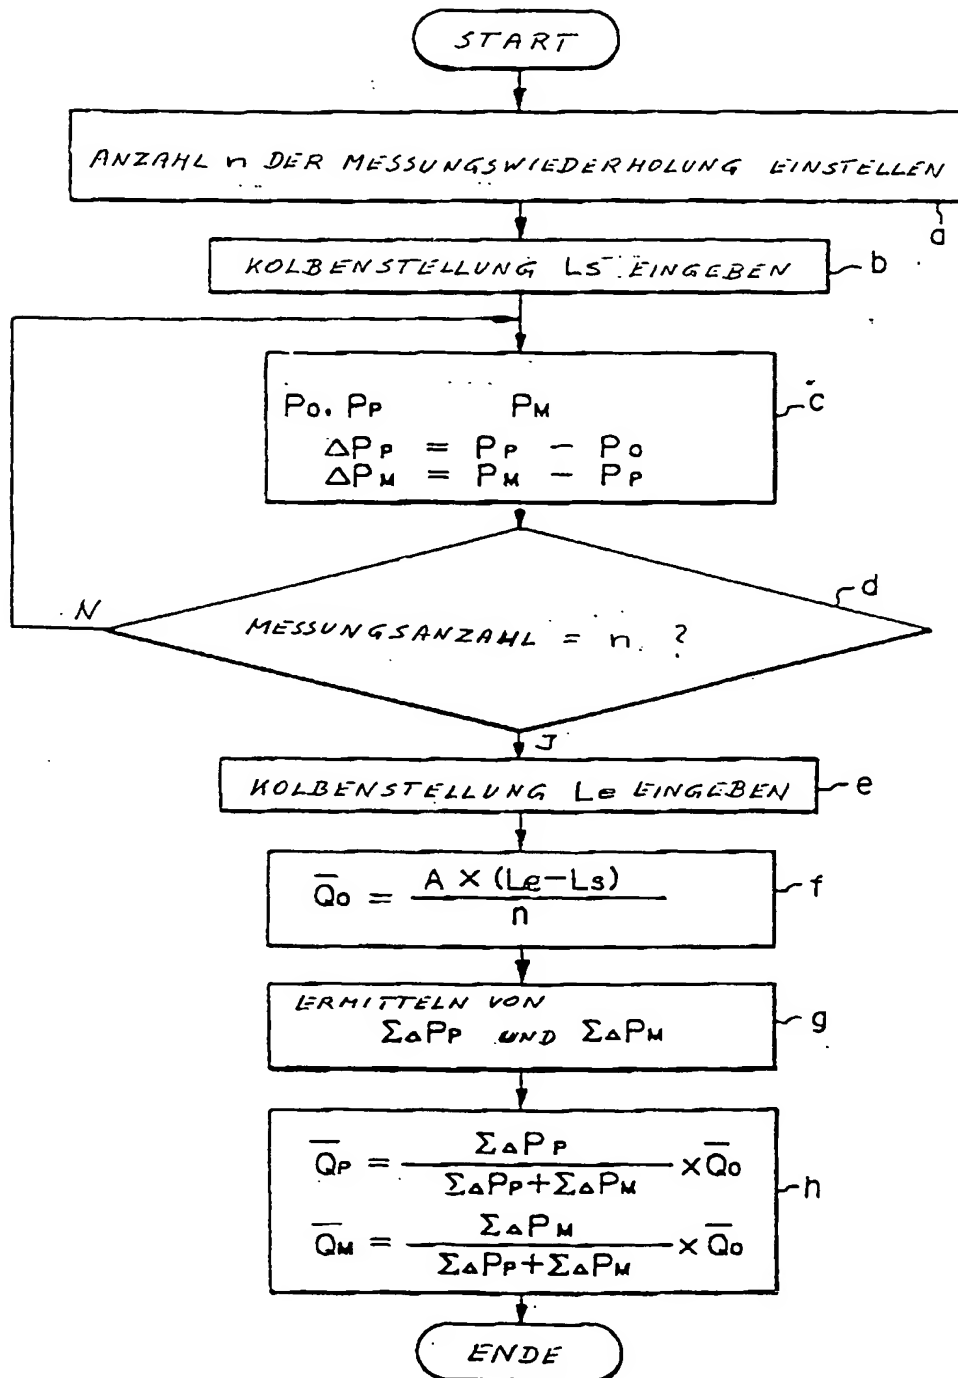 START
ANZAHL n DER MESSUNGSWIEDERHOLUNG EINSTELLEN
a
KOLBENSTELLUNG Ls EINGEBEN
b
Po. PP PM
ΔPP = PP - Po
ΔPM = PM - PP
c
d
N
MESSUNGSANZAHL = n. ?
J
KOLBENSTELLUNG Le EINGEBEN
e
Q̅o = A × (Le-Ls) / n
f
ERMITTELN VON
ΣΔPP UND ΣΔPM
g
Q̅P = ΣΔPP / ΣΔPP+ΣΔPM × Q̅o
Q̅M = ΣΔPM / ΣΔPP+ΣΔPM × Q̅o
h
ENDE